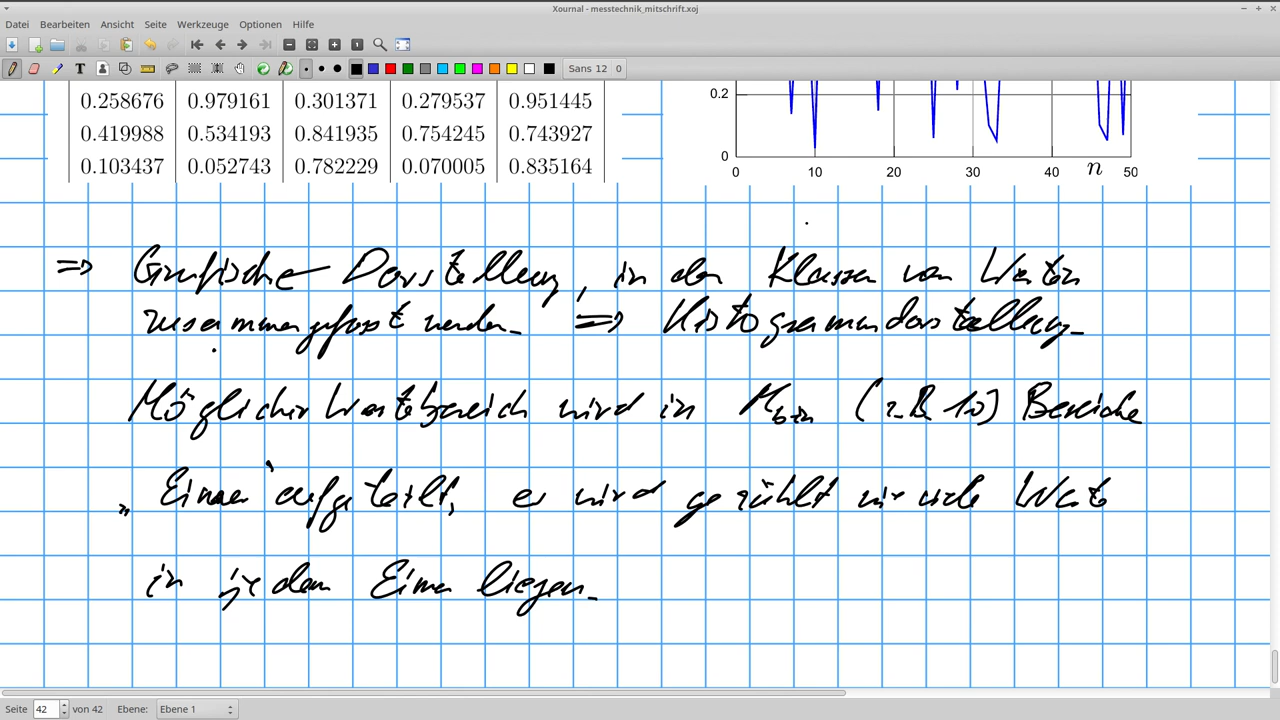 Xournal - messtechnik_mitschrift.xoj
Datei Bearbeiten Ansicht Seite Werkzeuge Optionen Hilfe
Sans 12 0
0.258676 0.979161 0.301371 0.279537 0.951445
0.419988 0.534193 0.841935 0.754245 0.743927
0.103437 0.052743 0.782229 0.070005 0.835164
0.2
0
0 10 20 30 40 n 50
=> Grafische Darstellung, in der Klassen von Werten
zusammengefasst werden. => Histogrammdarstellung.
Möglicher Wertebereich wird in M_bin (z.B. 10) Bereiche
„Eimer“ aufgeteilt, es wird gezählt wie viele Werte
in jedem Eimer liegen.
Seite 42 von 42 Ebene: Ebene 1